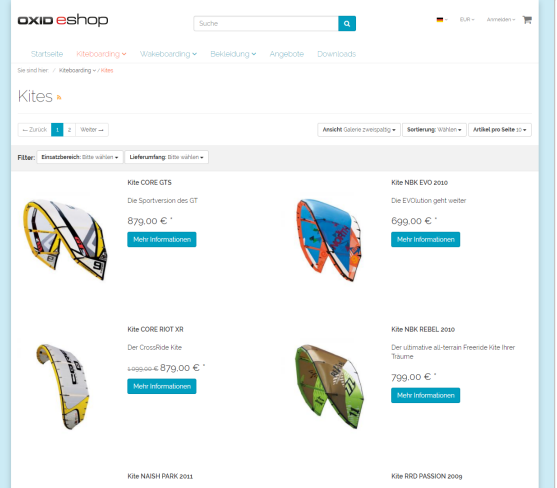 OXID eshop
Suche
EUR
Anmelden
Startseite Kiteboarding Wakeboarding Bekleidung Angebote Downloads
Sie sind hier / Kiteboarding / Kites
Kites
← Zurück 1 2 Weiter →
Ansicht Galerie zweispaltig Sortierung: Wählen Artikel pro Seite 10
Filter: Einsatzbereich: Bitte wählen Lieferumfang: Bitte wählen
Kite CORE GTS
Die Sportversion des GT
879,00 € *
Mehr Informationen
Kite NBK EVO 2010
Die EVOlution geht weiter
699,00 € *
Mehr Informationen
Kite CORE RIOT XR
Der CrossRide Kite
1.099,00 € 879,00 € *
Mehr Informationen
Kite NBK REBEL 2010
Der ultimative all-terrain Freeride Kite Ihrer
Träume
799,00 € *
Mehr Informationen
Kite NAISH PARK 2011
Kite RRD PASSION 2009